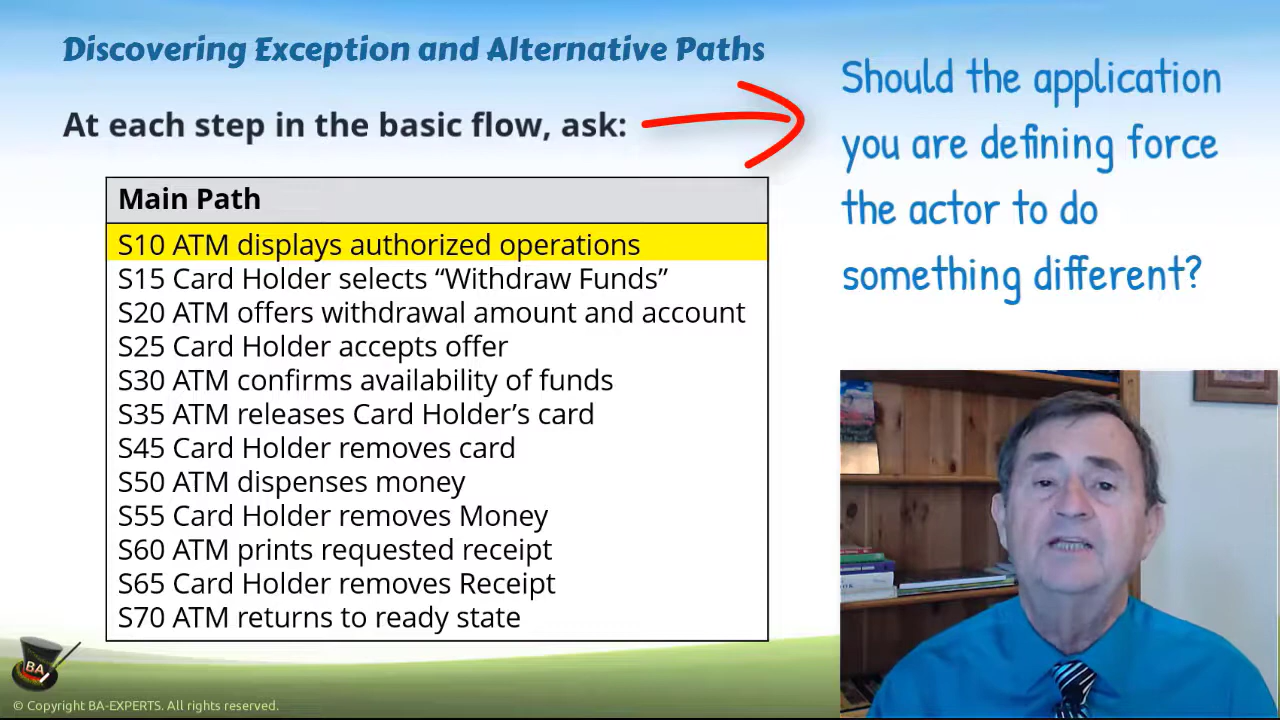 Discovering Exception and Alternative Paths
At each step in the basic flow, ask:
Should the application
you are defining force
the actor to do
something different?
Main Path
S10 ATM displays authorized operations
S15 Card Holder selects “Withdraw Funds”
S20 ATM offers withdrawal amount and account
S25 Card Holder accepts offer
S30 ATM confirms availability of funds
S35 ATM releases Card Holder’s card
S45 Card Holder removes card
S50 ATM dispenses money
S55 Card Holder removes Money
S60 ATM prints requested receipt
S65 Card Holder removes Receipt
S70 ATM returns to ready state
BA
© Copyright BA-EXPERTS. All rights reserved.